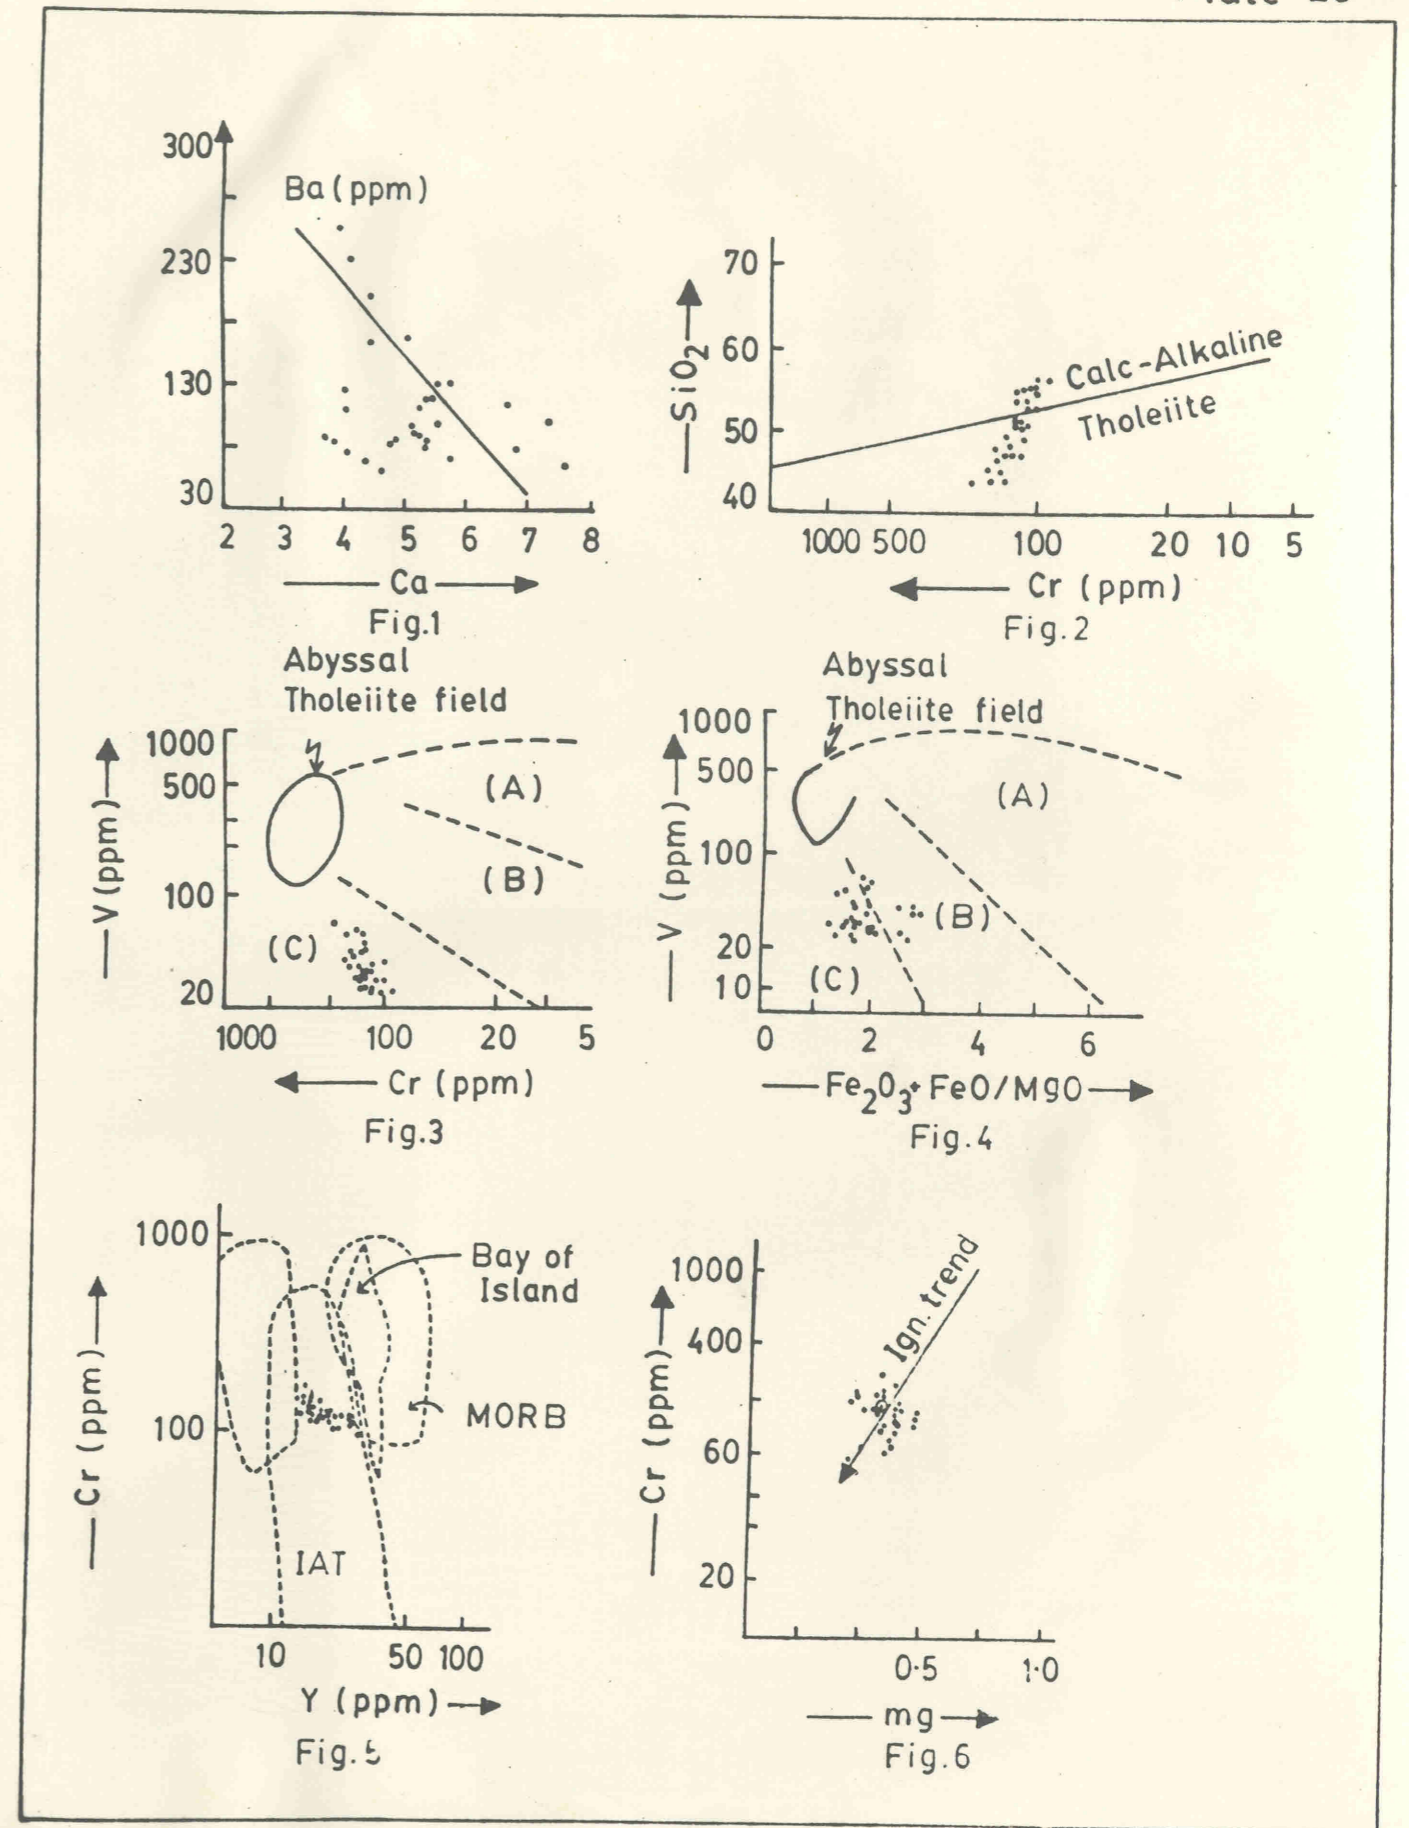 300
Ba (ppm)
230
130
30
2 3 4 5 6 7 8
Ca
Fig.1
70
60
50
40
SiO2
Calc-Alkaline
Tholeiite
1000 500 100 20 10 5
Cr (ppm)
Fig. 2
Abyssal
Tholeiite field
1000
500
100
20
V (ppm)
(A)
(B)
(C)
1000 100 20 5
Cr (ppm)
Fig.3
Abyssal
Tholeiite field
1000
500
100
20
10
V (ppm)
(A)
(B)
(C)
0 2 4 6
Fe2O3+FeO/MgO
Fig.4
1000
100
Cr (ppm)
Bay of
Island
MORB
IAT
10 50 100
Y (ppm)
Fig. 5
1000
400
60
20
Cr (ppm)
Ign. trend
0.5 1.0
mg
Fig.6